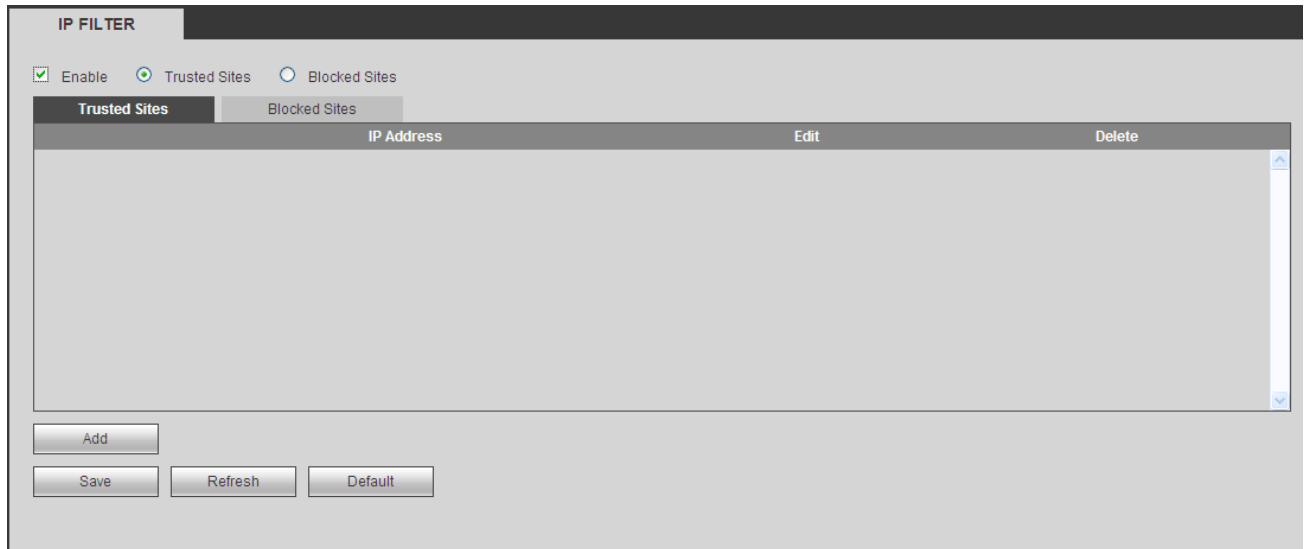 IP FILTER
Enable Trusted Sites Blocked Sites
Trusted Sites Blocked Sites
IP Address Edit Delete
Add
Save Refresh Default